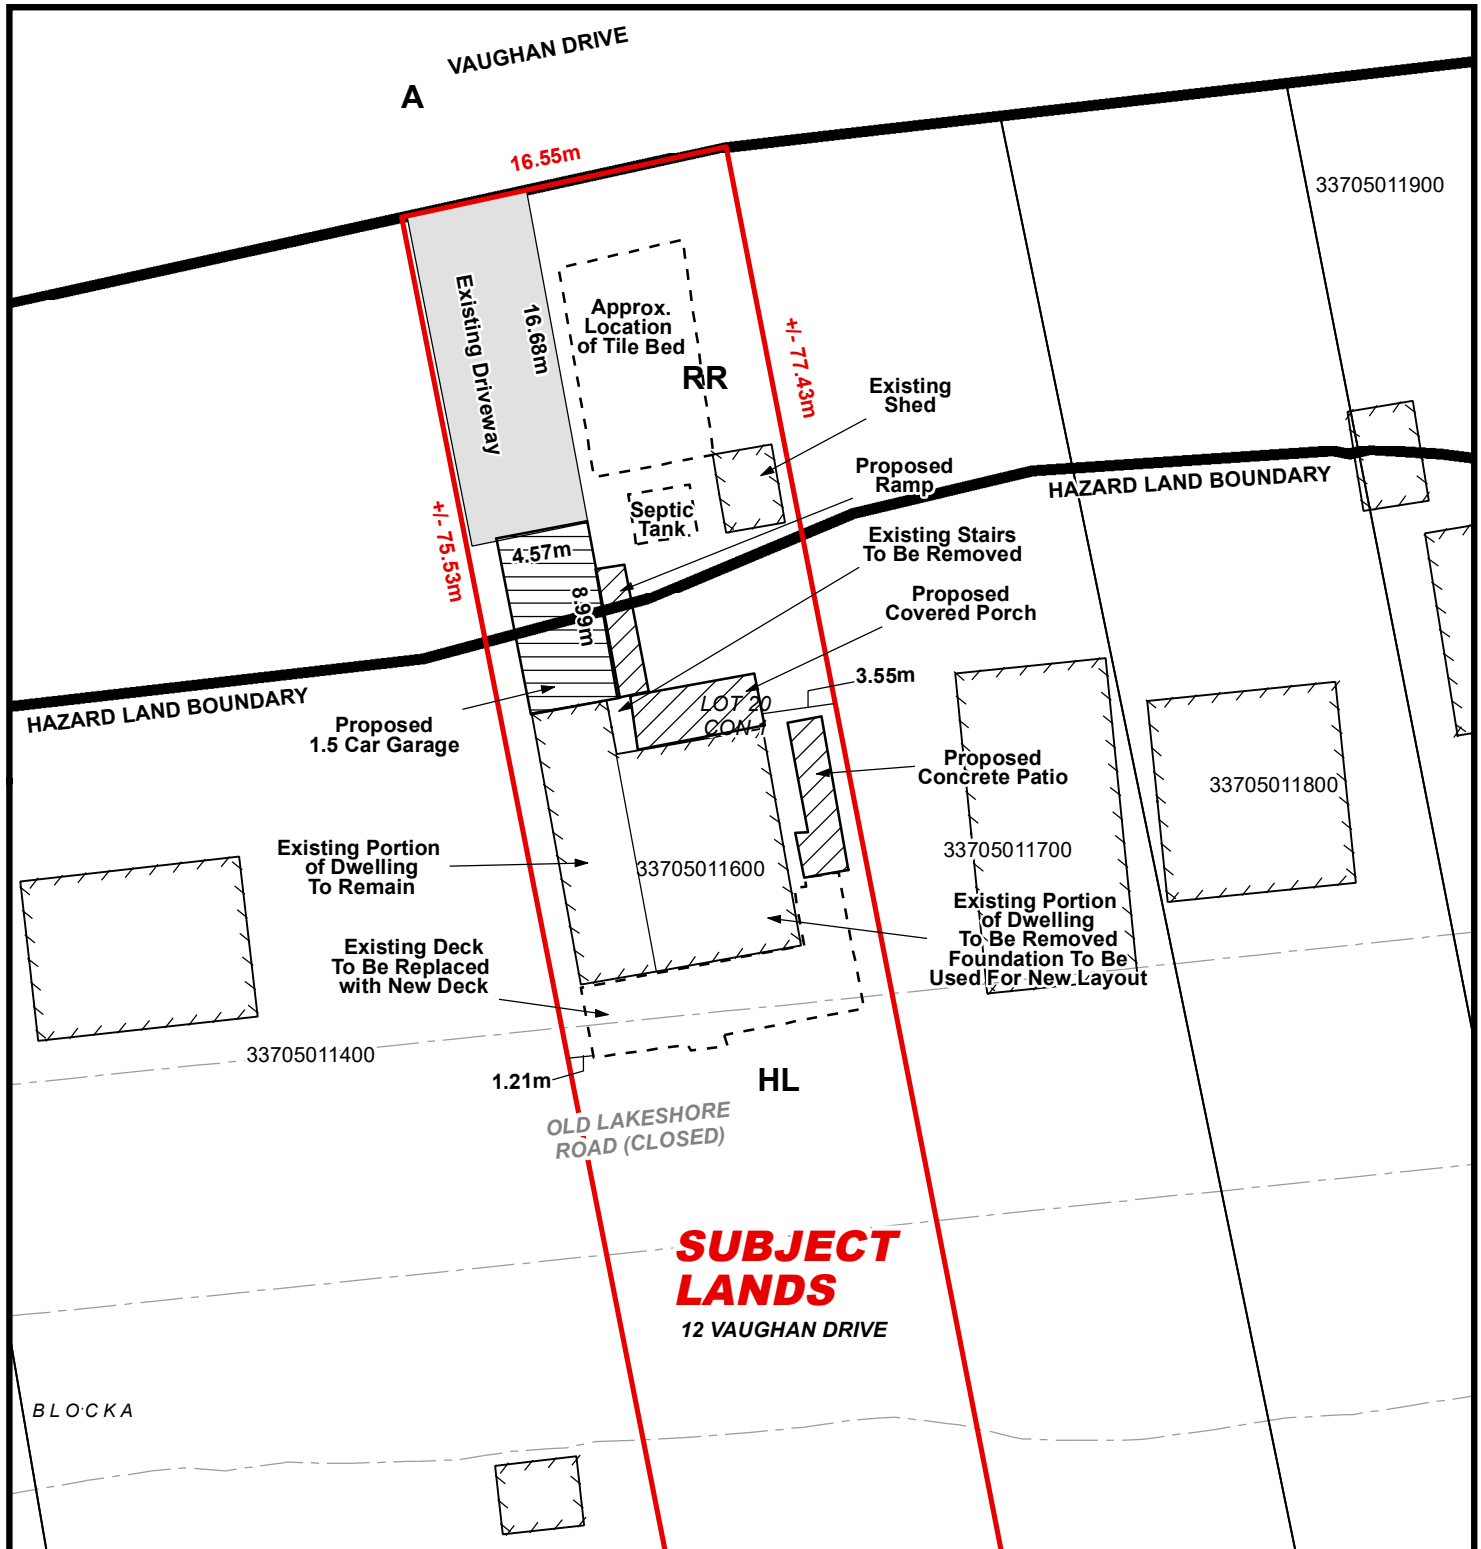 VAUGHAN DRIVE
A
16.55m
33705011900
Existing Driveway
16.68m
Approx.
Location
of Tile Bed
RR
+/- 77.43m
Existing
Shed
Proposed
Ramp
HAZARD LAND BOUNDARY
+/- 75.53m
Septic
Tank
4.57m
Existing Stairs
To Be Removed
8.99m
Proposed
Covered Porch
3.55m
HAZARD LAND BOUNDARY
LOT 20
CON-1
Proposed
1.5 Car Garage
Proposed
Concrete Patio
33705011800
Existing Portion
of Dwelling
To Remain
33705011600
33705011700
Existing Portion
of Dwelling
To Be Removed
Foundation To Be
Used For New Layout
Existing Deck
To Be Replaced
with New Deck
33705011400
1.21m
HL
OLD LAKESHORE
ROAD (CLOSED)
SUBJECT
LANDS
12 VAUGHAN DRIVE
BLOCK A